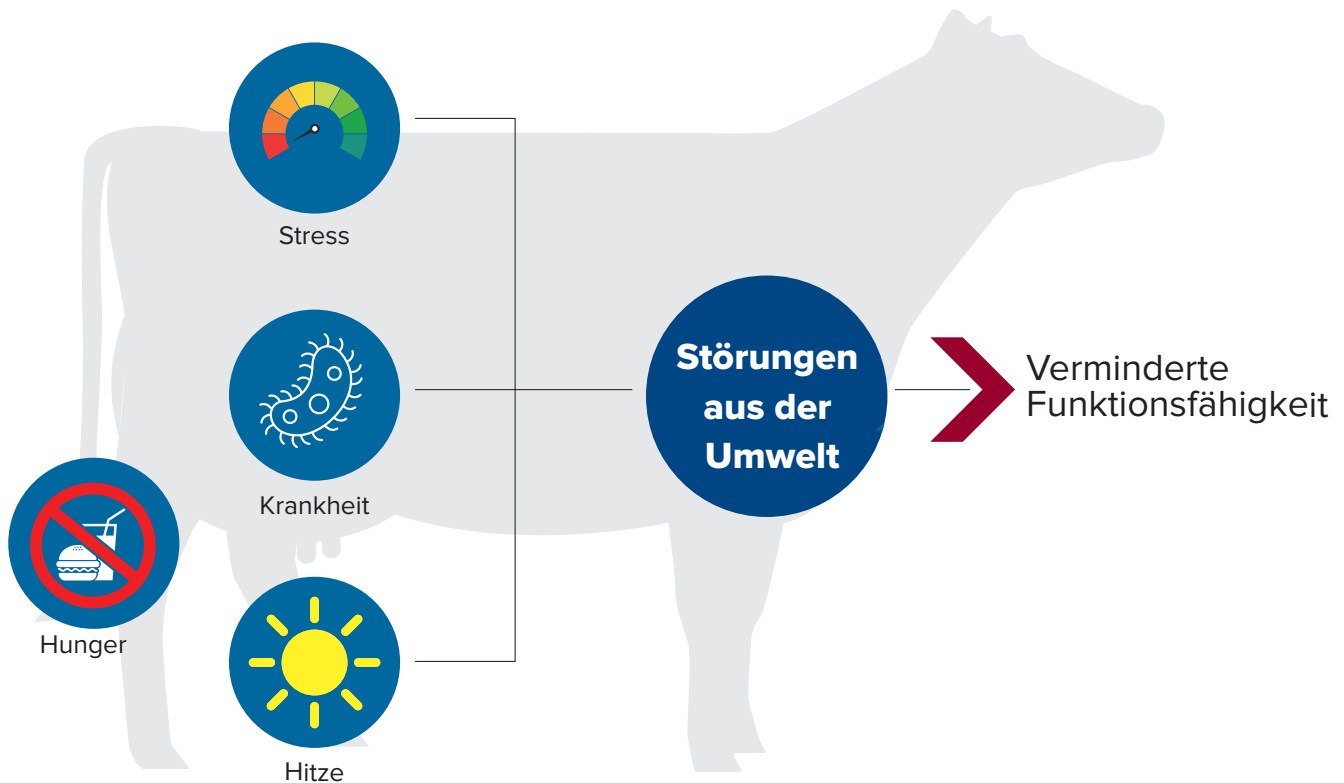 Stress
Krankheit
Hunger
Hitze
Störungen
aus der
Umwelt
Verminderte
Funktionsfähigkeit